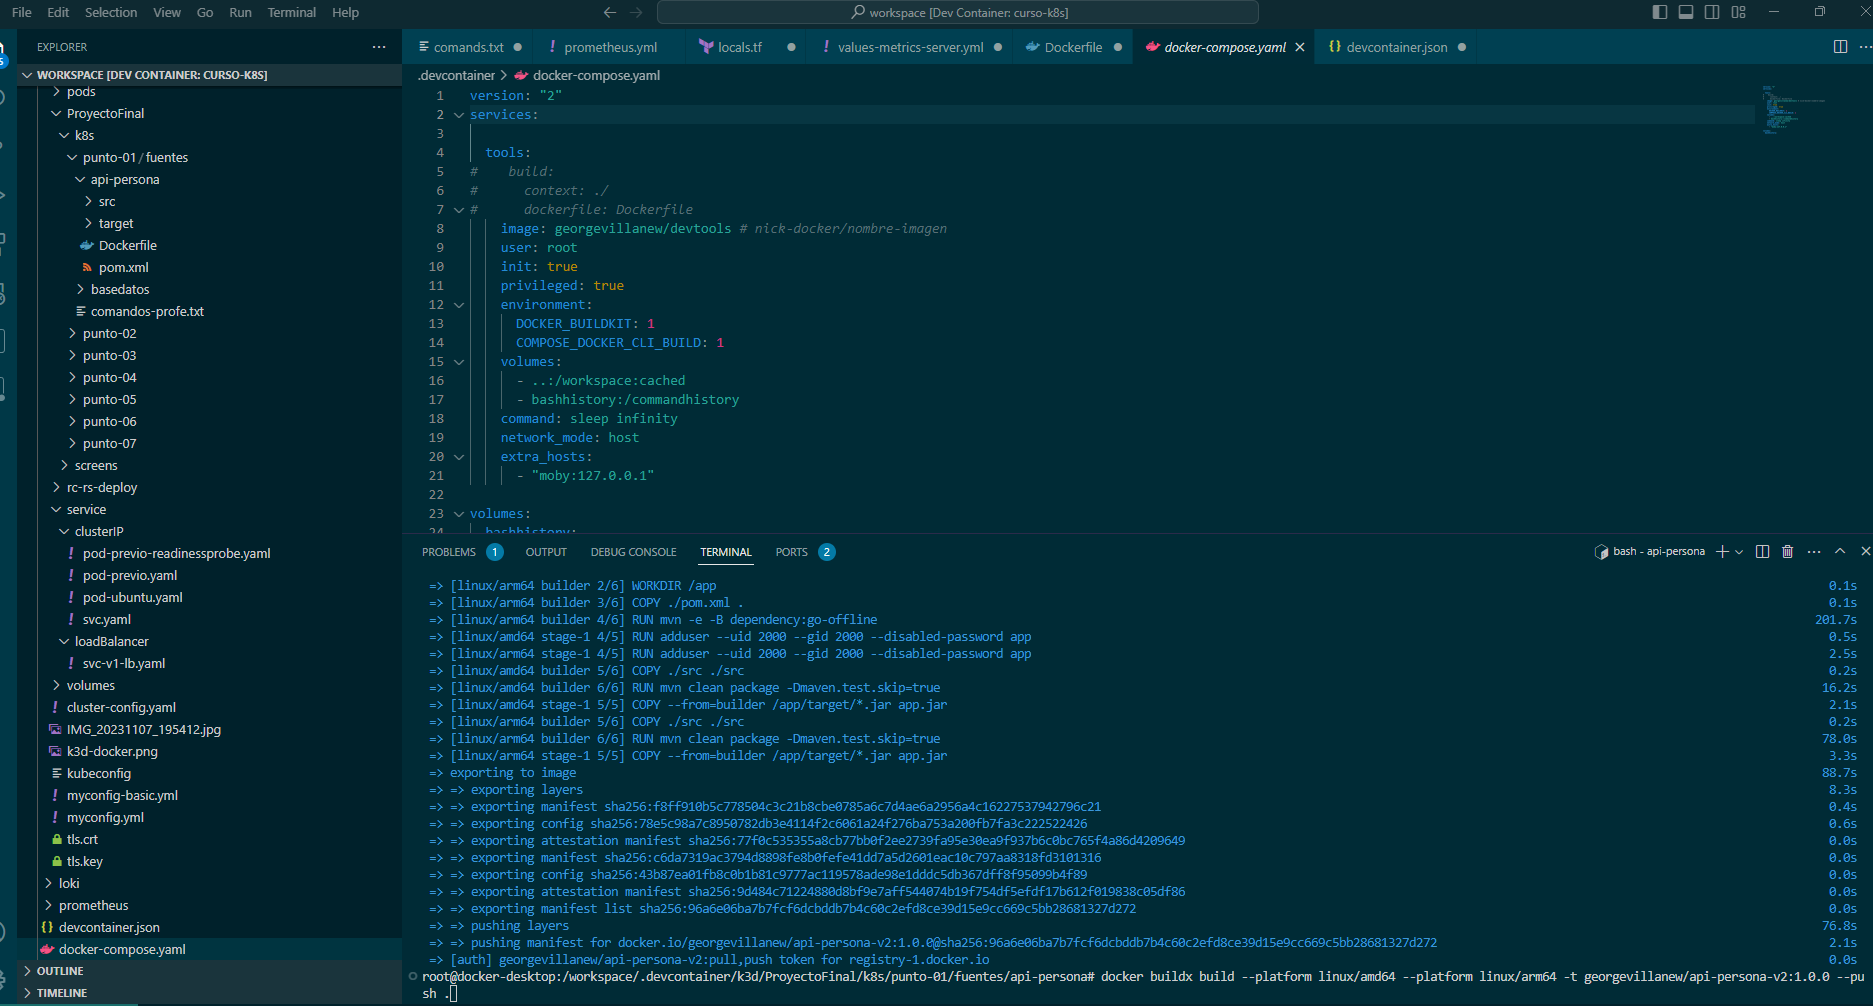 File Edit Selection View Go Run Terminal Help
workspace [Dev Container: curso-k8s]
EXPLORER
WORKSPACE [DEV CONTAINER: CURSO-K8S]
pods
ProyectoFinal
k8s
punto-01 / fuentes
api-persona
src
target
Dockerfile
pom.xml
basedatos
comandos-profe.txt
punto-02
punto-03
punto-04
punto-05
punto-06
punto-07
screens
rc-rs-deploy
service
clusterIP
pod-previo-readinessprobe.yaml
pod-previo.yaml
pod-ubuntu.yaml
svc.yaml
loadBalancer
svc-v1-lb.yaml
volumes
cluster-config.yaml
IMG_20231107_195412.jpg
k3d-docker.png
kubeconfig
myconfig-basic.yml
myconfig.yml
tls.crt
tls.key
loki
prometheus
devcontainer.json
docker-compose.yaml
OUTLINE
TIMELINE
comands.txt prometheus.yml locals.tf values-metrics-server.yml Dockerfile docker-compose.yaml devcontainer.json
.devcontainer > docker-compose.yaml
1 version: "2"
2 services:
3
4 tools:
5 # build:
6 # context: ./
7 # dockerfile: Dockerfile
8 image: georgevillanew/devtools # nick-docker/nombre-imagen
9 user: root
10 init: true
11 privileged: true
12 environment:
13 DOCKER_BUILDKIT: 1
14 COMPOSE_DOCKER_CLI_BUILD: 1
15 volumes:
16 - ..:/workspace:cached
17 - bashhistory:/commandhistory
18 command: sleep infinity
19 network_mode: host
20 extra_hosts:
21 - "moby:127.0.0.1"
22
23 volumes:
24 bashhistory:
PROBLEMS 1 OUTPUT DEBUG CONSOLE TERMINAL PORTS 2 bash - api-persona
=> [linux/arm64 builder 2/6] WORKDIR /app 0.1s
=> [linux/arm64 builder 3/6] COPY ./pom.xml . 0.1s
=> [linux/arm64 builder 4/6] RUN mvn -e -B dependency:go-offline 201.7s
=> [linux/amd64 stage-1 4/5] RUN adduser --uid 2000 --gid 2000 --disabled-password app 0.5s
=> [linux/arm64 stage-1 4/5] RUN adduser --uid 2000 --gid 2000 --disabled-password app 2.5s
=> [linux/amd64 builder 5/6] COPY ./src ./src 0.2s
=> [linux/amd64 builder 6/6] RUN mvn clean package -Dmaven.test.skip=true 16.2s
=> [linux/amd64 stage-1 5/5] COPY --from=builder /app/target/*.jar app.jar 2.1s
=> [linux/arm64 builder 5/6] COPY ./src ./src 0.2s
=> [linux/arm64 builder 6/6] RUN mvn clean package -Dmaven.test.skip=true 78.0s
=> [linux/arm64 stage-1 5/5] COPY --from=builder /app/target/*.jar app.jar 3.3s
=> exporting to image 88.7s
=> => exporting layers 8.3s
=> => exporting manifest sha256:f8ff910b5c778504c3c21b8cbe0785a6c7d4ae6a2956a4c16227537942796c21 0.4s
=> => exporting config sha256:78e5c98a7c8950782db3e4114f2c6061a24f276ba753a200fb7fa3c222522426 0.6s
=> => exporting attestation manifest sha256:77f0c535355a8cb77bb0f2ee2739fa95e30ea9f937b6c0bc765f4a86d4209649 0.0s
=> => exporting manifest sha256:c6da7319ac3794d8898fe8b0fefe41dd7a5d2601eac10c797aa8318fd3101316 0.0s
=> => exporting config sha256:43b87ea01fb8c0b1b81c9777ac119578ade98e1dddc5db367dff8f95099b4f89 0.0s
=> => exporting attestation manifest sha256:9d484c71224880d8bf9e7aff544074b19f754df5efdf17b612f019838c05df86 0.0s
=> => exporting manifest list sha256:96a6e06ba7b7fcf6dcbddb7b4c60c2efd8ce39d15e9cc669c5bb28681327d272 0.0s
=> => pushing layers 76.8s
=> => pushing manifest for docker.io/georgevillanew/api-persona-v2:1.0.0@sha256:96a6e06ba7b7fcf6dcbddb7b4c60c2efd8ce39d15e9cc669c5bb28681327d272 2.1s
=> [auth] georgevillanew/api-persona-v2:pull,push token for registry-1.docker.io 0.0s
root@docker-desktop:/workspace/.devcontainer/k3d/ProyectoFinal/k8s/punto-01/fuentes/api-persona# docker buildx build --platform linux/amd64 --platform linux/arm64 -t georgevillanew/api-persona-v2:1.0.0 --pu
sh .